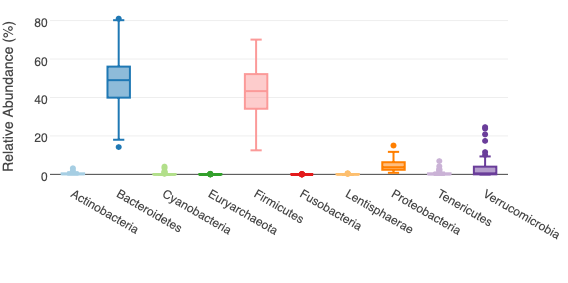 Relative Abundance (%)
80
60
40
20
0
Actinobacteria
Bacteroidetes
Cyanobacteria
Euryarchaeota
Firmicutes
Fusobacteria
Lentisphaerae
Proteobacteria
Tenericutes
Verrucomicrobia